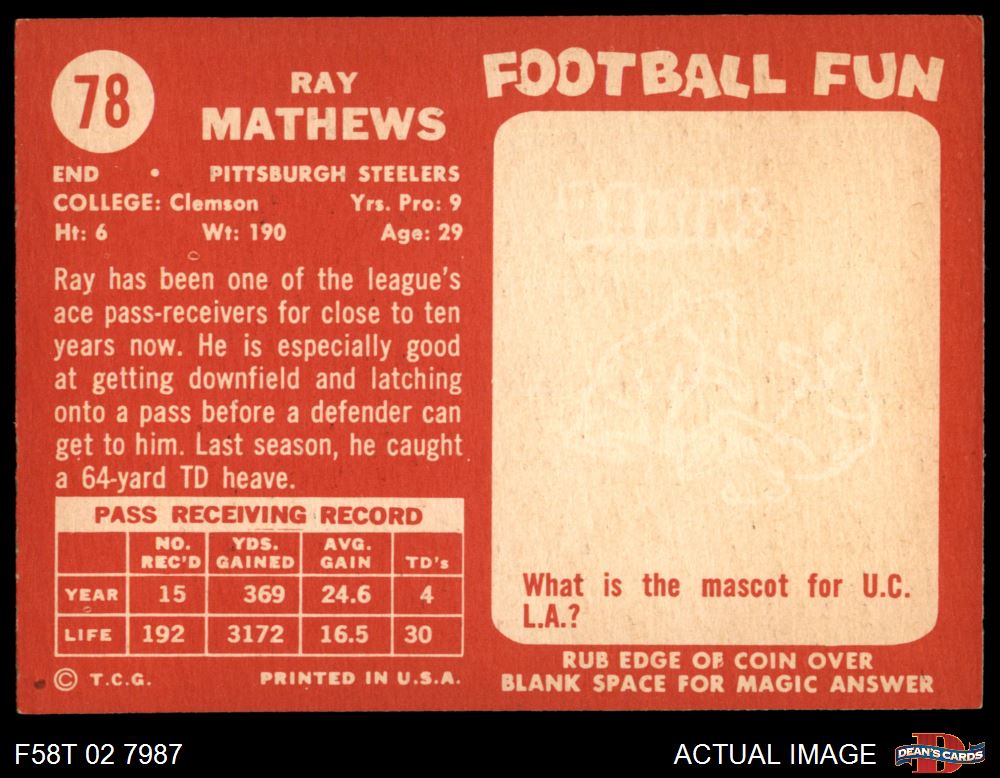 78
RAY
MATHEWS
END • PITTSBURGH STEELERS
COLLEGE: Clemson Yrs. Pro: 9
Ht: 6 Wt: 190 Age: 29
Ray has been one of the league's
ace pass-receivers for close to ten
years now. He is especially good
at getting downfield and latching
onto a pass before a defender can
get to him. Last season, he caught
a 64-yard TD heave.
PASS RECEIVING RECORD
NO. REC'D YDS. GAINED AVG. GAIN TD's
YEAR 15 369 24.6 4
LIFE 192 3172 16.5 30
© T.C.G. PRINTED IN U.S.A.
FOOTBALL FUN
What is the mascot for U.C.
L.A.?
RUB EDGE OF COIN OVER
BLANK SPACE FOR MAGIC ANSWER
F58T 02 7987
ACTUAL IMAGE
DEAN'S CARDS